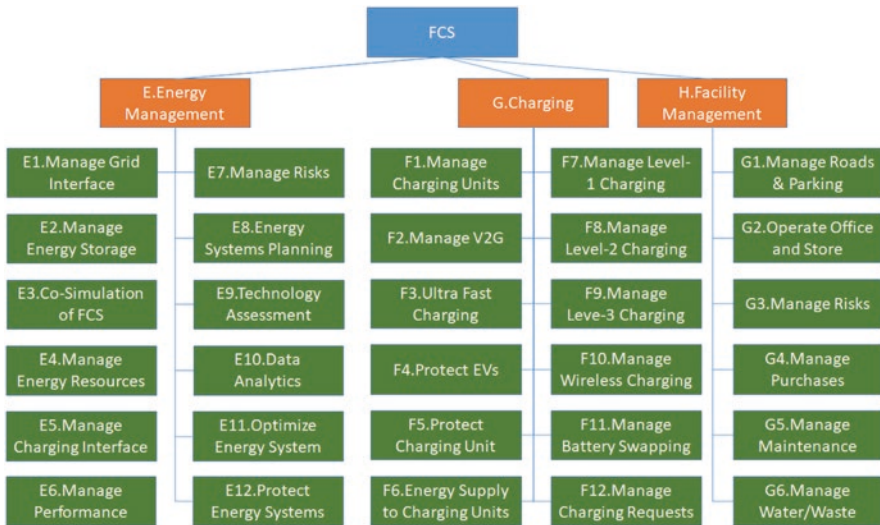 FCS
E.Energy
Management
G.Charging
H.Facility
Management
E1.Manage Grid
Interface
E2.Manage
Energy Storage
E3.Co-Simulation
of FCS
E4.Manage
Energy Resources
E5.Manage
Charging Interface
E6.Manage
Performance
E7.Manage Risks
E8.Energy
Systems Planning
E9.Technology
Assessment
E10.Data
Analytics
E11.Optimize
Energy System
E12.Protect
Energy Systems
F1.Manage
Charging Units
F2.Manage V2G
F3.Ultra Fast
Charging
F4.Protect EVs
F5.Protect
Charging Unit
F6.Energy Supply
to Charging Units
F7.Manage Level-
1 Charging
F8.Manage
Level-2 Charging
F9.Manage
Leve-3 Charging
F10.Manage
Wireless Charging
F11.Manage
Battery Swapping
F12.Manage
Charging Requests
G1.Manage Roads
& Parking
G2.Operate Office
and Store
G3.Manage Risks
G4.Manage
Purchases
G5.Manage
Maintenance
G6.Manage
Water/Waste